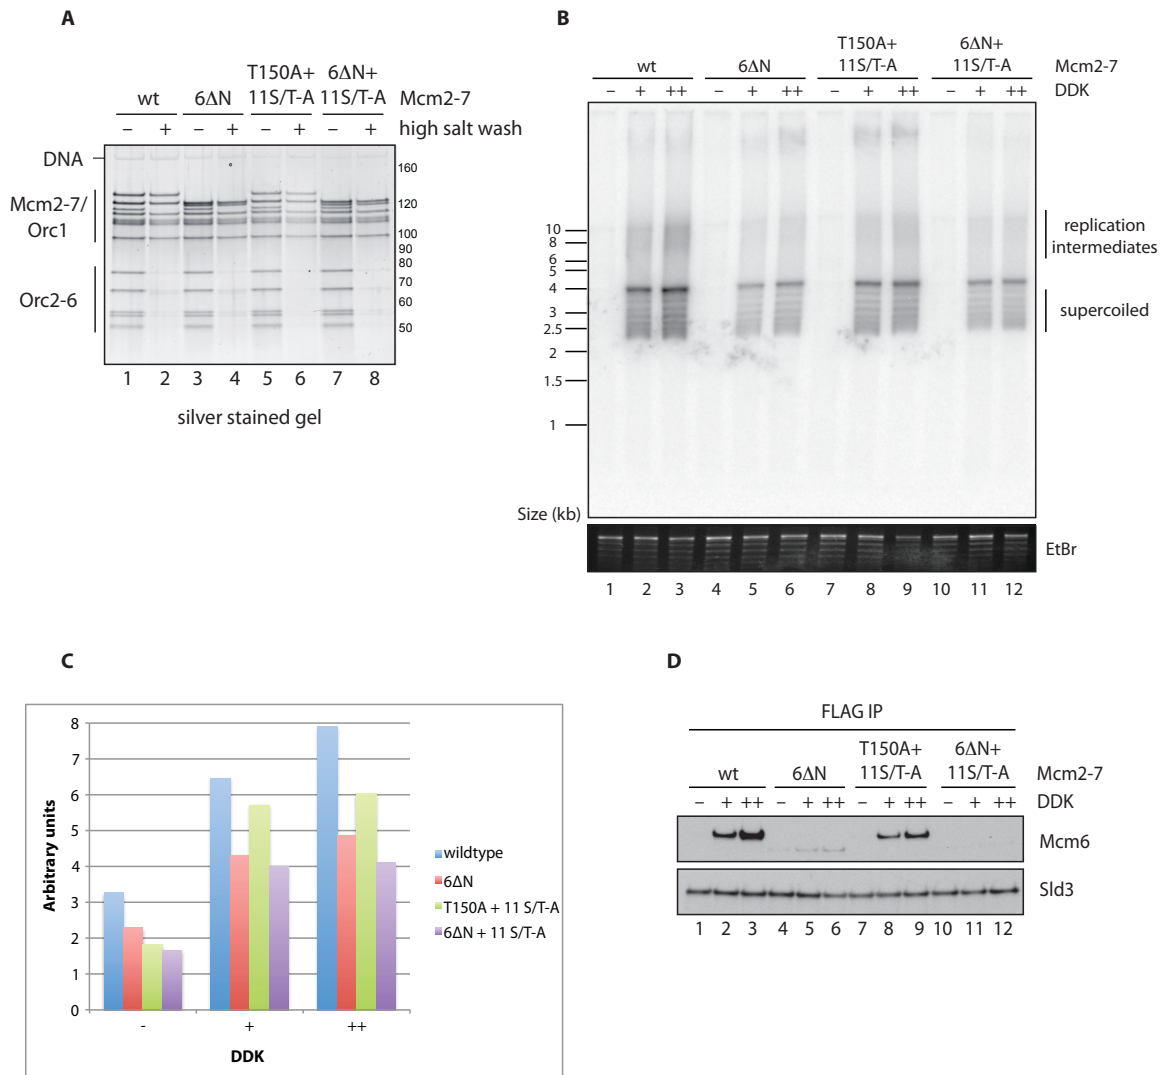 A
T150A+ 6ΔN+
wt 6ΔN 11S/T-A 11S/T-A Mcm2-7
– + – + – + – + high salt wash
DNA
160
Mcm2-7/
Orc1
120
100
90
80
Orc2-6
70
60
50
1 2 3 4 5 6 7 8
silver stained gel
B
T150A+ 6ΔN+
wt 6ΔN 11S/T-A 11S/T-A Mcm2-7
– + ++ – + ++ – + ++ – + ++ DDK
10
8
6
5
4
3
2.5
2
1.5
1
Size (kb)
replication
intermediates
supercoiled
EtBr
1 2 3 4 5 6 7 8 9 10 11 12
C
8
7
6
5
4
3
2
1
0
Arbitrary units
- + ++
DDK
wildtype
6ΔN
T150A + 11 S/T-A
6ΔN + 11 S/T-A
D
FLAG IP
T150A+ 6ΔN+
wt 6ΔN 11S/T-A 11S/T-A Mcm2-7
– + ++ – + ++ – + ++ – + ++ DDK
Mcm6
Sld3
1 2 3 4 5 6 7 8 9 10 11 12